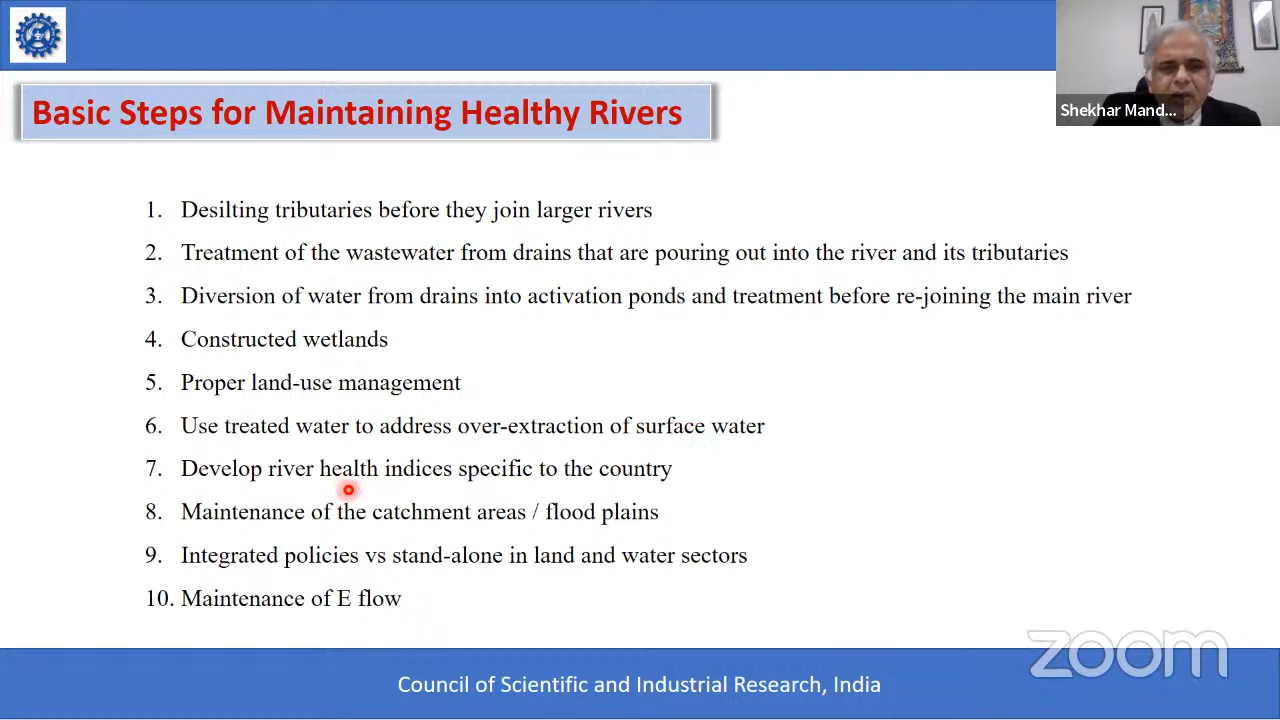 Shekhar Mand...
Basic Steps for Maintaining Healthy Rivers
1. Desilting tributaries before they join larger rivers
2. Treatment of the wastewater from drains that are pouring out into the river and its tributaries
3. Diversion of water from drains into activation ponds and treatment before re-joining the main river
4. Constructed wetlands
5. Proper land-use management
6. Use treated water to address over-extraction of surface water
7. Develop river health indices specific to the country
8. Maintenance of the catchment areas / flood plains
9. Integrated policies vs stand-alone in land and water sectors
10. Maintenance of E flow
zoom
Council of Scientific and Industrial Research, India